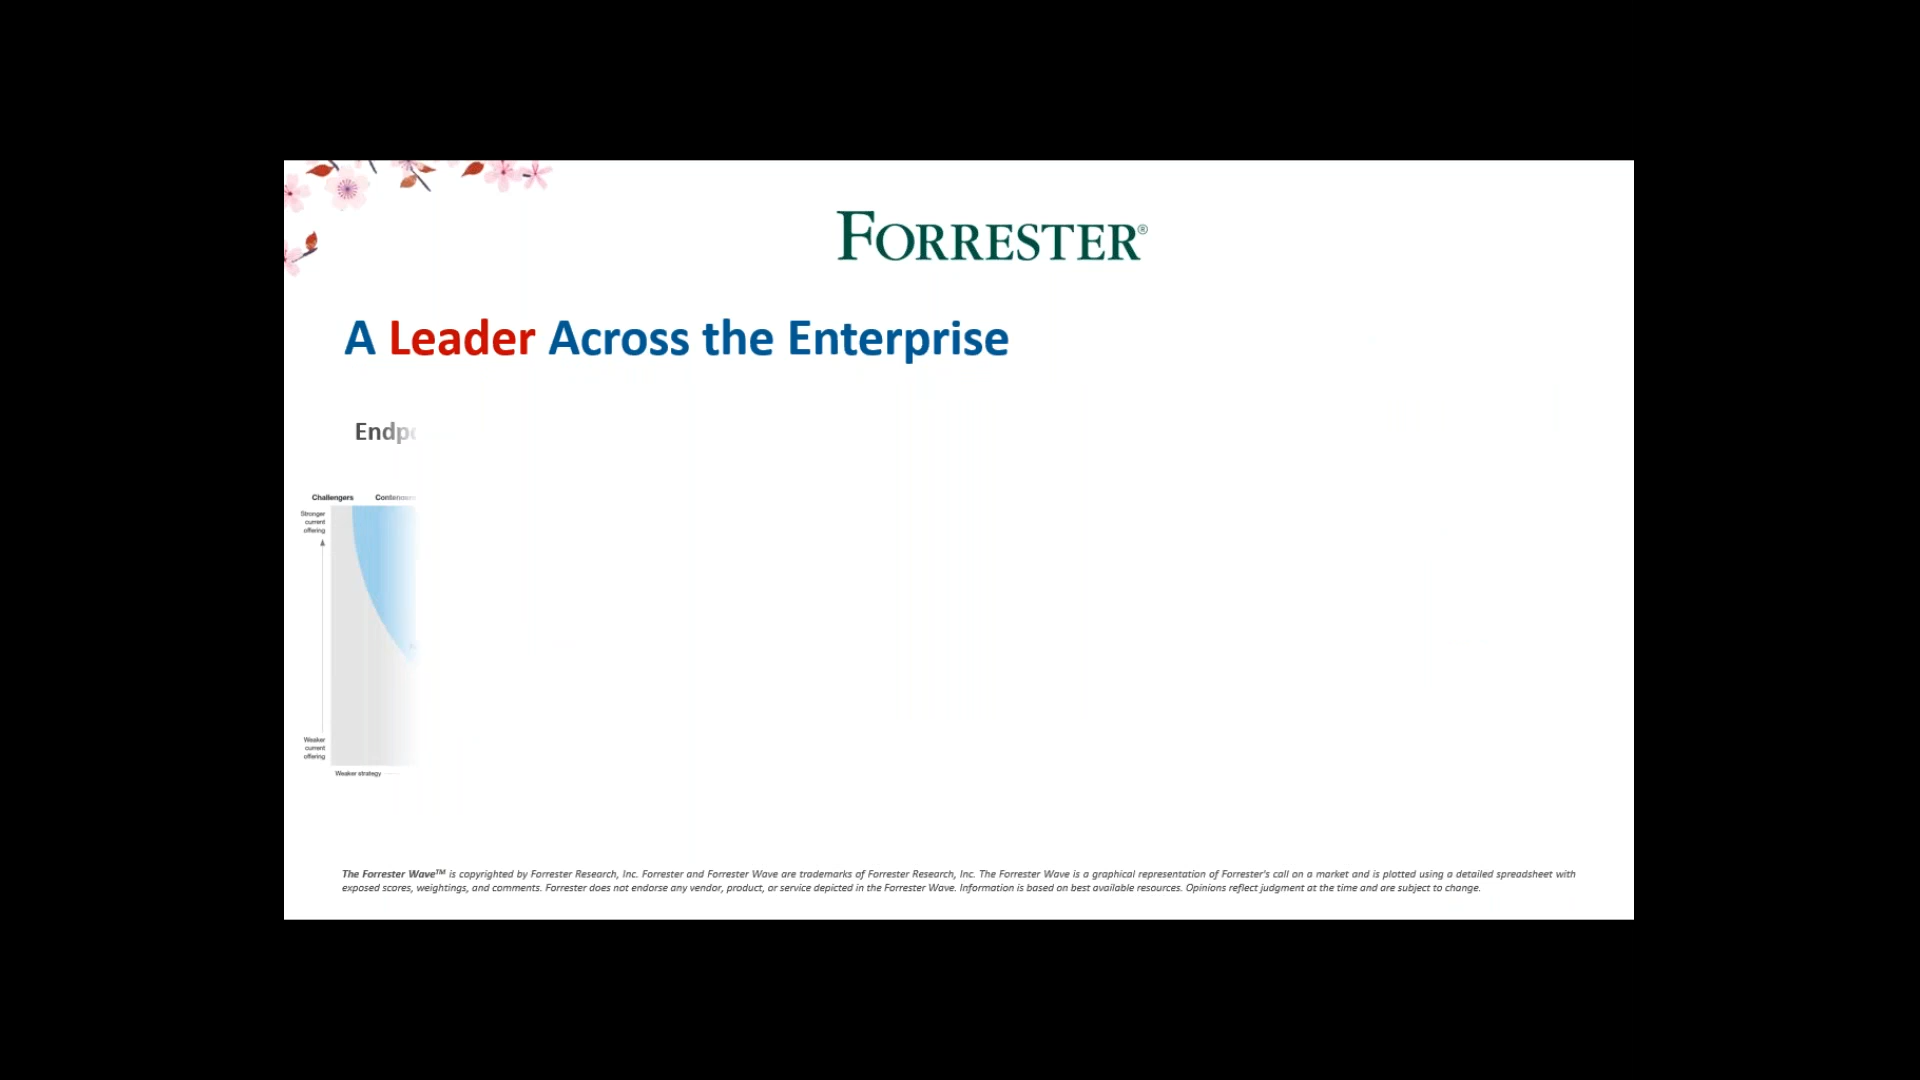 FORRESTER®
A Leader Across the Enterprise
Challengers
Stronger
current
offering
Weaker
current
offering
Weaker strategy
The Forrester Wave™ is copyrighted by Forrester Research, Inc. Forrester and Forrester Wave are trademarks of Forrester Research, Inc. The Forrester Wave is a graphical representation of Forrester's call on a market and is plotted using a detailed spreadsheet with
exposed scores, weightings, and comments. Forrester does not endorse any vendor, product, or service depicted in the Forrester Wave. Information is based on best available resources. Opinions reflect judgment at the time and are subject to change.